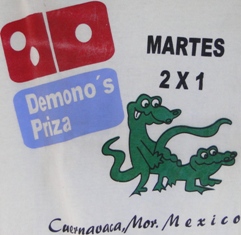 MARTES
2 X 1
Demono´s
Priza
Cuernavaca, Mor. Mexico